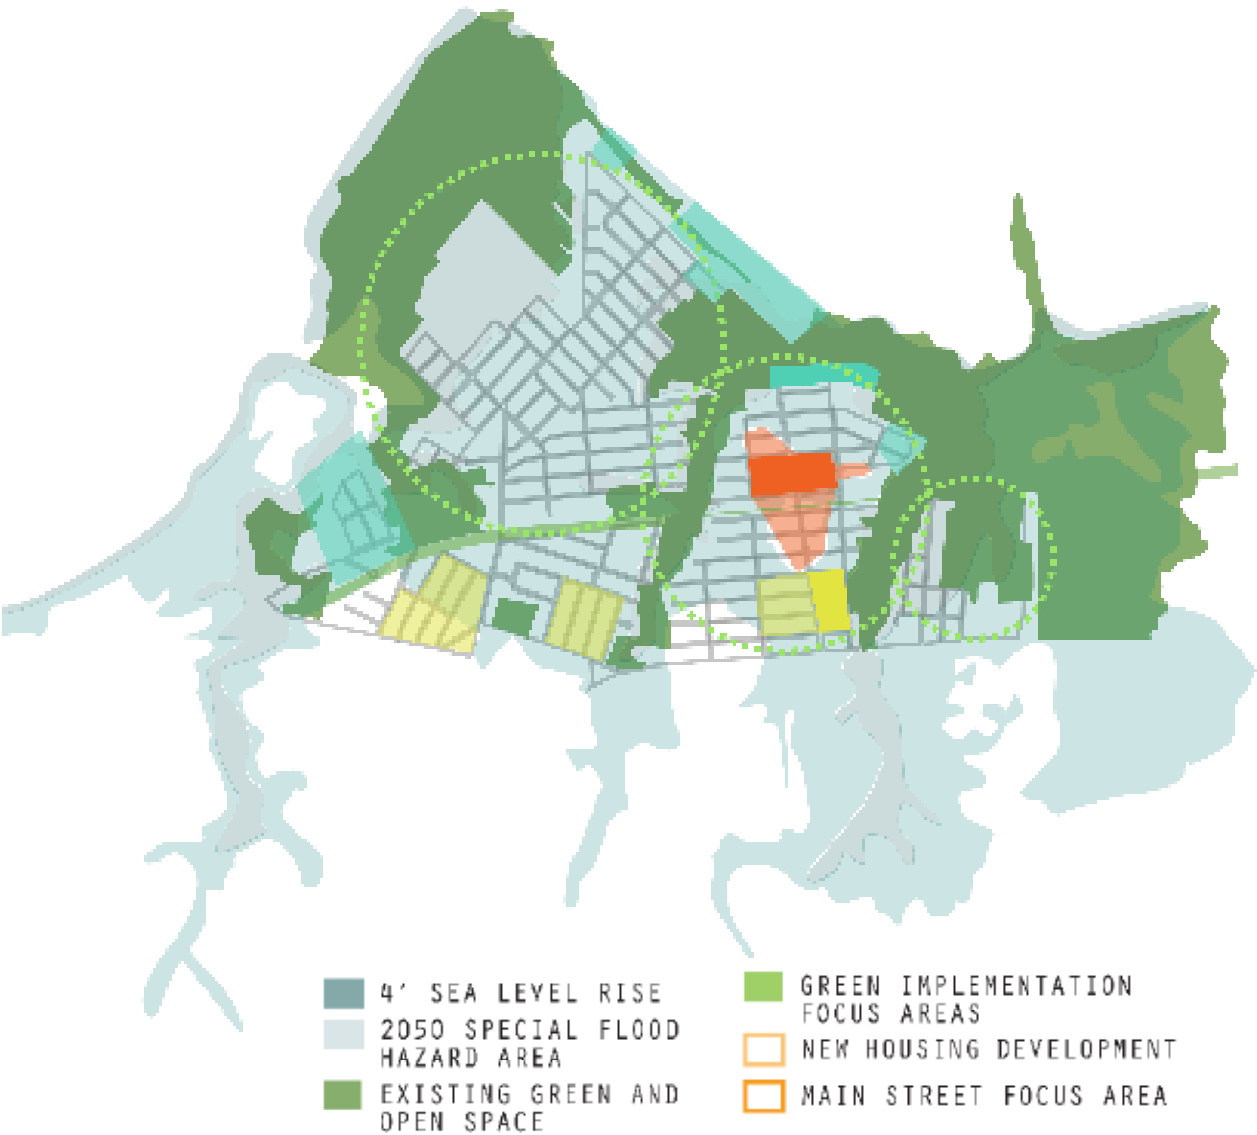 4' SEA LEVEL RISE
2050 SPECIAL FLOOD
HAZARD AREA
EXISTING GREEN AND
OPEN SPACE
GREEN IMPLEMENTATION
FOCUS AREAS
NEW HOUSING DEVELOPMENT
MAIN STREET FOCUS AREA